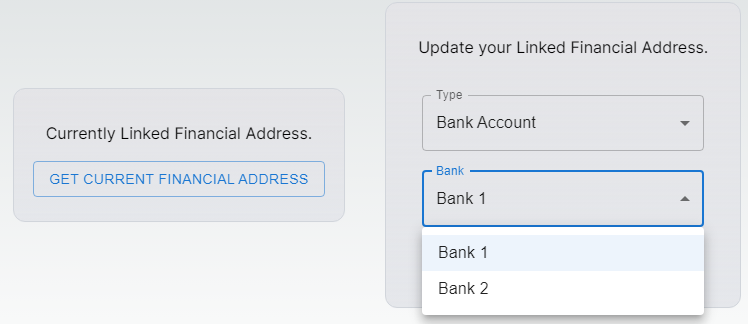 Currently Linked Financial Address.
GET CURRENT FINANCIAL ADDRESS
Update your Linked Financial Address.
Type
Bank Account
Bank
Bank 1
Bank 1
Bank 2